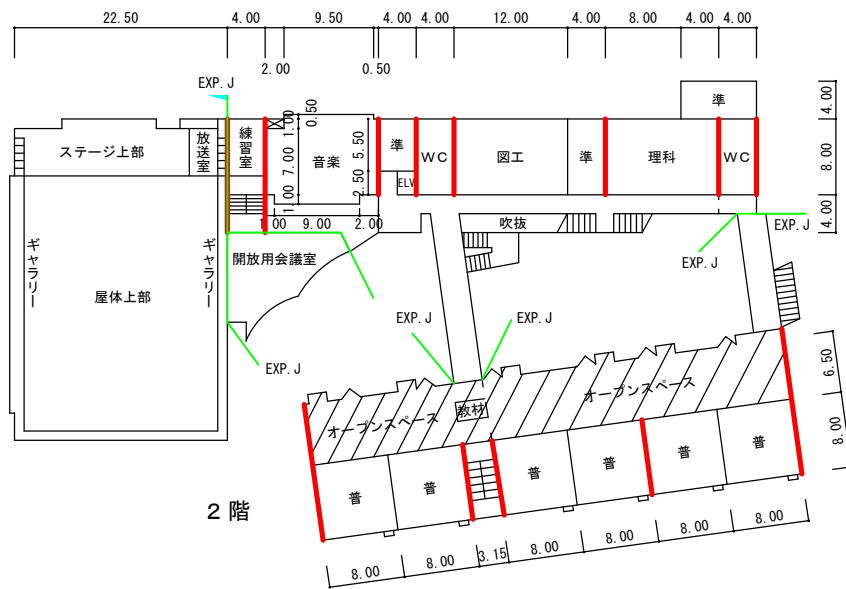 22.50
4.00
9.50
4.00
4.00
12.00
4.00
8.00
4.00
4.00
2.00
0.50
EXP.J
準
4.00
8.00
4.00
ステージ上部
放送室
練習室
1.00
0.50
7.00
音楽
5.50
2.50
1.00
準
ELV
WC
図工
準
理科
WC
1.00
9.00
2.00
吹抜
EXP.J
EXP.J
ギャラリー
ギャラリー
開放用会議室
屋体上部
EXP.J
EXP.J
EXP.J
オープンスペース
教材
オープンスペース
6.50
8.00
普
普
普
普
普
普
2階
8.00
8.00
3.15
8.00
8.00
8.00
8.00